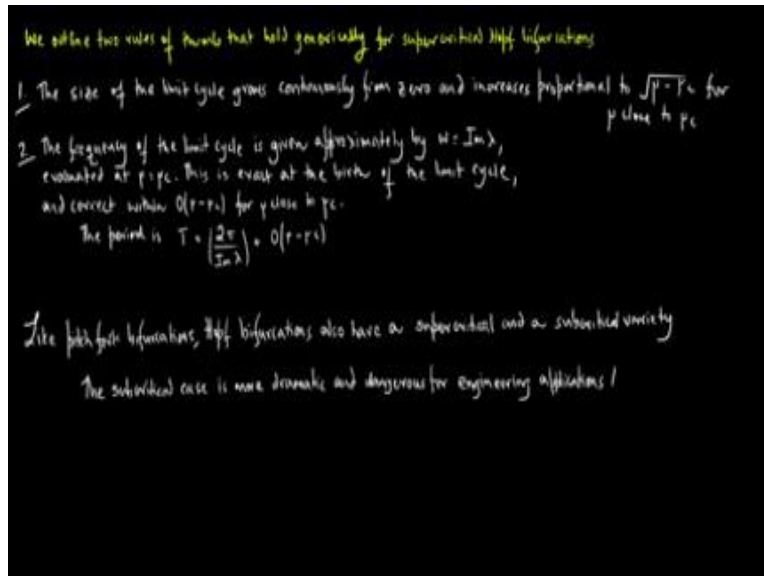 We outline two rules of thumb that hold generically for supercritical Hopf bifurcations
1. The size of the limit cycle grows continuously from zero and increases proportional to √μ - μc for
μ close to μc
2. The frequency of the limit cycle is given approximately by ω = Im λ,
evaluated at μ = μc. This is exact at the birth of the limit cycle,
and correct within O(μ-μc) for μ close to μc.
The period is T = (2π / Im λ) + O(μ-μc)
Like pitchfork bifurcations, Hopf bifurcations also have a supercritical and a subcritical variety
The subcritical case is more dramatic and dangerous for engineering applications!